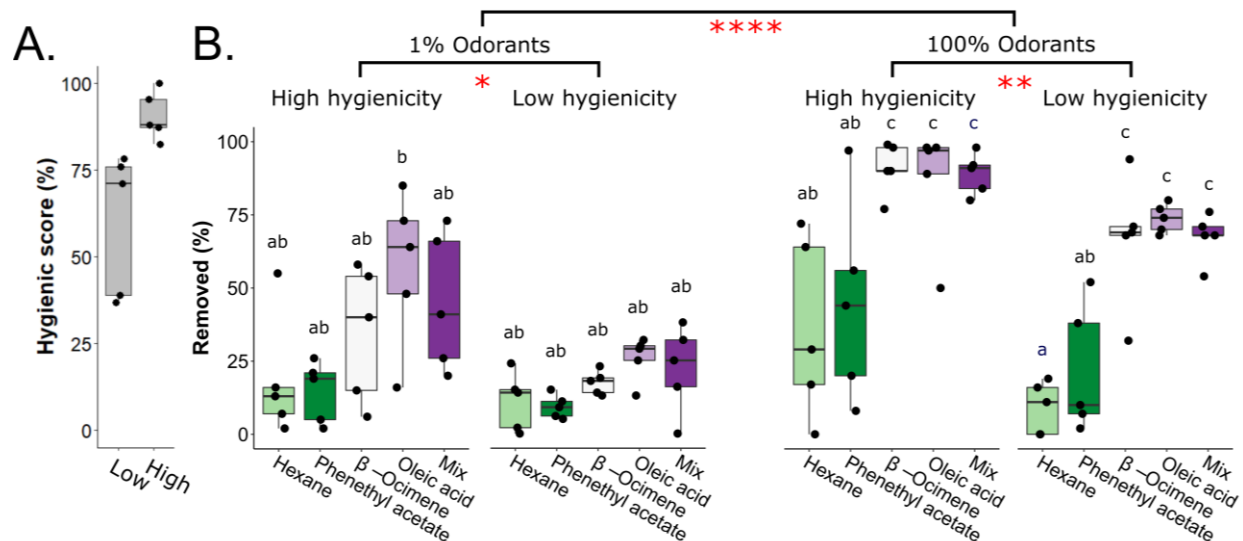 A.
B.
****
1% Odorants
100% Odorants
*
**
High hygienicity
Low hygienicity
High hygienicity
Low hygienicity
Hygienic score (%)
100
75
50
25
0
Low
High
Removed (%)
100
75
50
25
0
ab
ab
ab
b
ab
ab
ab
ab
ab
ab
ab
ab
c
c
c
a
ab
c
c
c
Hexane
Phenethyl acetate
β –Ocimene
Oleic acid
Mix
Hexane
Phenethyl acetate
β –Ocimene
Oleic acid
Mix
Hexane
Phenethyl acetate
β –Ocimene
Oleic acid
Mix
Hexane
Phenethyl acetate
β –Ocimene
Oleic acid
Mix